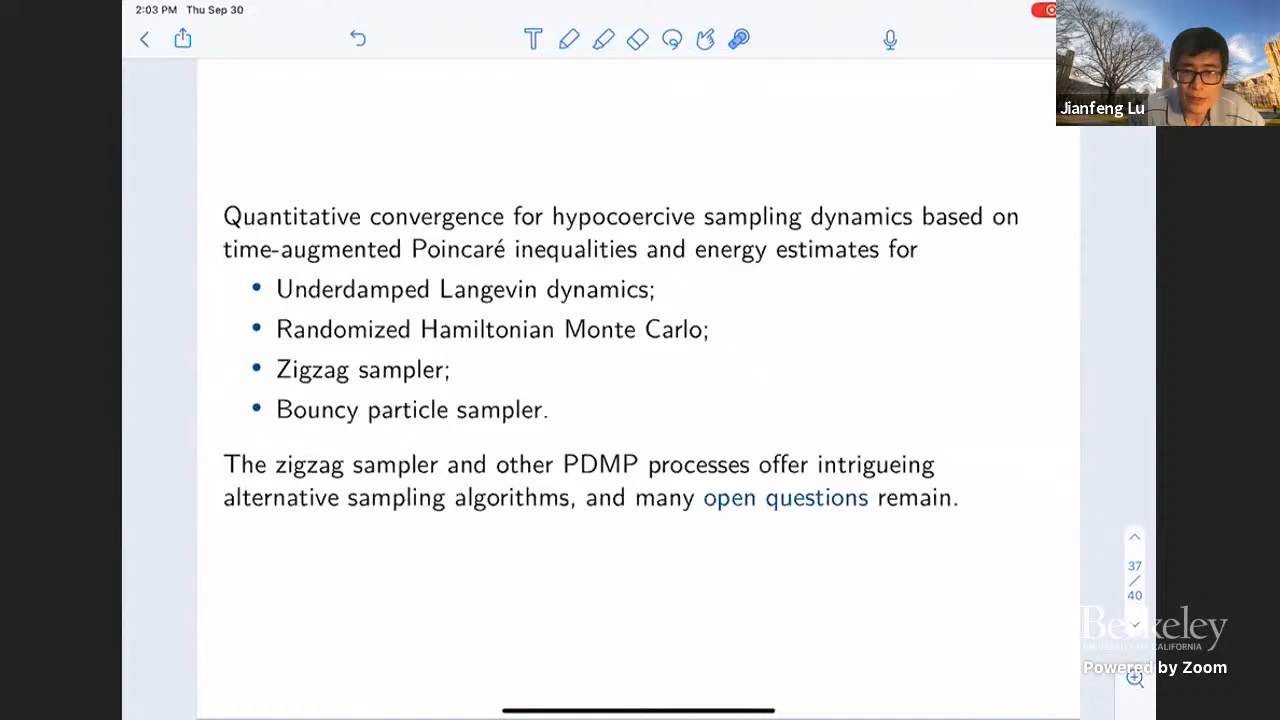 2:03 PM Thu Sep 30
Jianfeng Lu
Quantitative convergence for hypocoercive sampling dynamics based on
time-augmented Poincaré inequalities and energy estimates for
• Underdamped Langevin dynamics;
• Randomized Hamiltonian Monte Carlo;
• Zigzag sampler;
• Bouncy particle sampler.
The zigzag sampler and other PDMP processes offer intrigueing
alternative sampling algorithms, and many open questions remain.
37
/
40
Berkeley
UNIVERSITY OF CALIFORNIA
Powered by Zoom